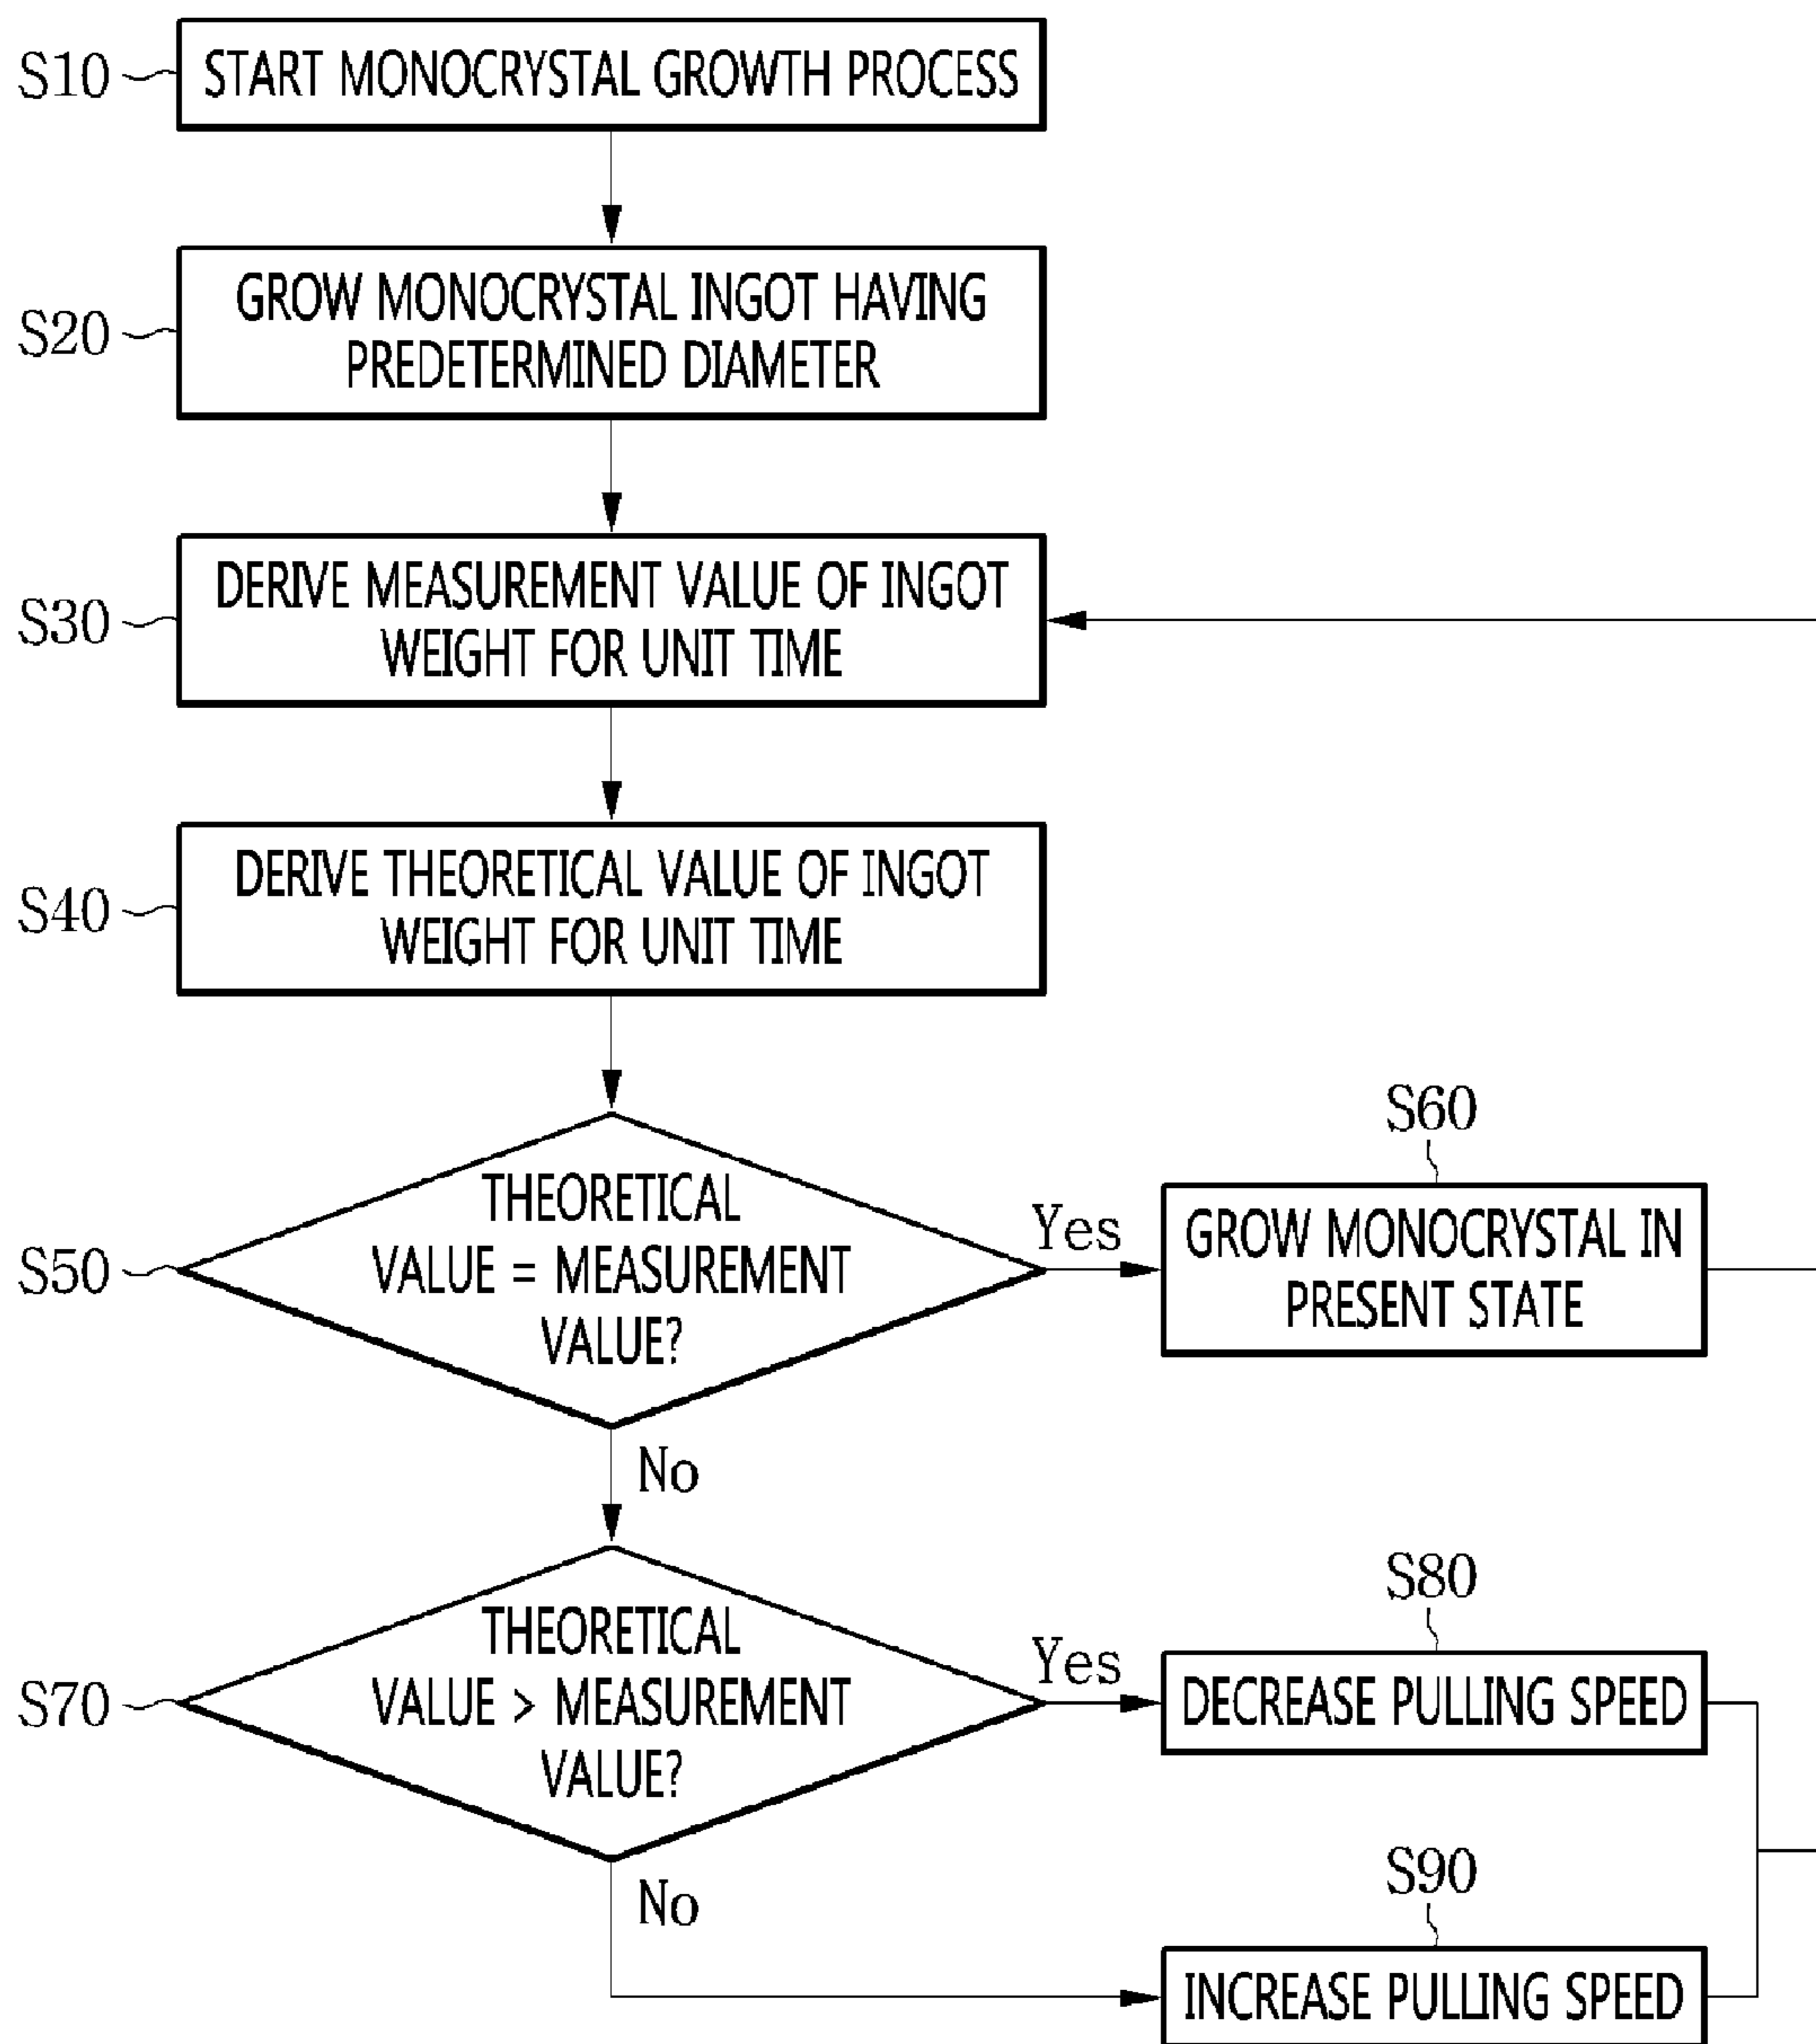 S10
START MONOCRYSTAL GROWTH PROCESS
S20
GROW MONOCRYSTAL INGOT HAVING
PREDETERMINED DIAMETER
S30
DERIVE MEASUREMENT VALUE OF INGOT
WEIGHT FOR UNIT TIME
S40
DERIVE THEORETICAL VALUE OF INGOT
WEIGHT FOR UNIT TIME
S50
THEORETICAL
VALUE = MEASUREMENT
VALUE?
Yes
S60
GROW MONOCRYSTAL IN
PRESENT STATE
No
S70
THEORETICAL
VALUE > MEASUREMENT
VALUE?
Yes
S80
DECREASE PULLING SPEED
No
S90
INCREASE PULLING SPEED